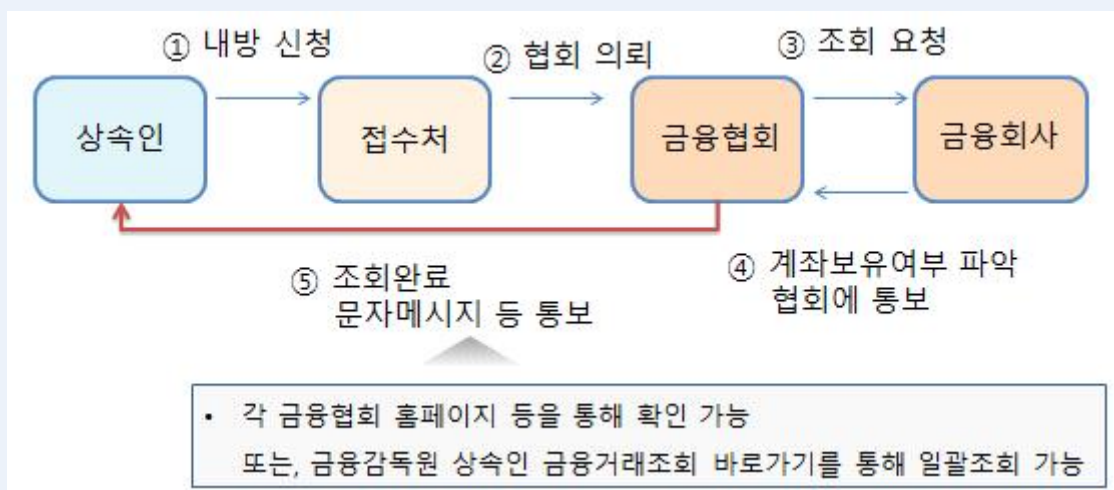 ① 내방 신청
② 협회 의뢰
③ 조회 요청
상속인
접수처
금융협회
금융회사
④ 계좌보유여부 파악
협회에 통보
⑤ 조회완료
문자메시지 등 통보
• 각 금융협회 홈페이지 등을 통해 확인 가능
또는, 금융감독원 상속인 금융거래조회 바로가기를 통해 일괄조회 가능